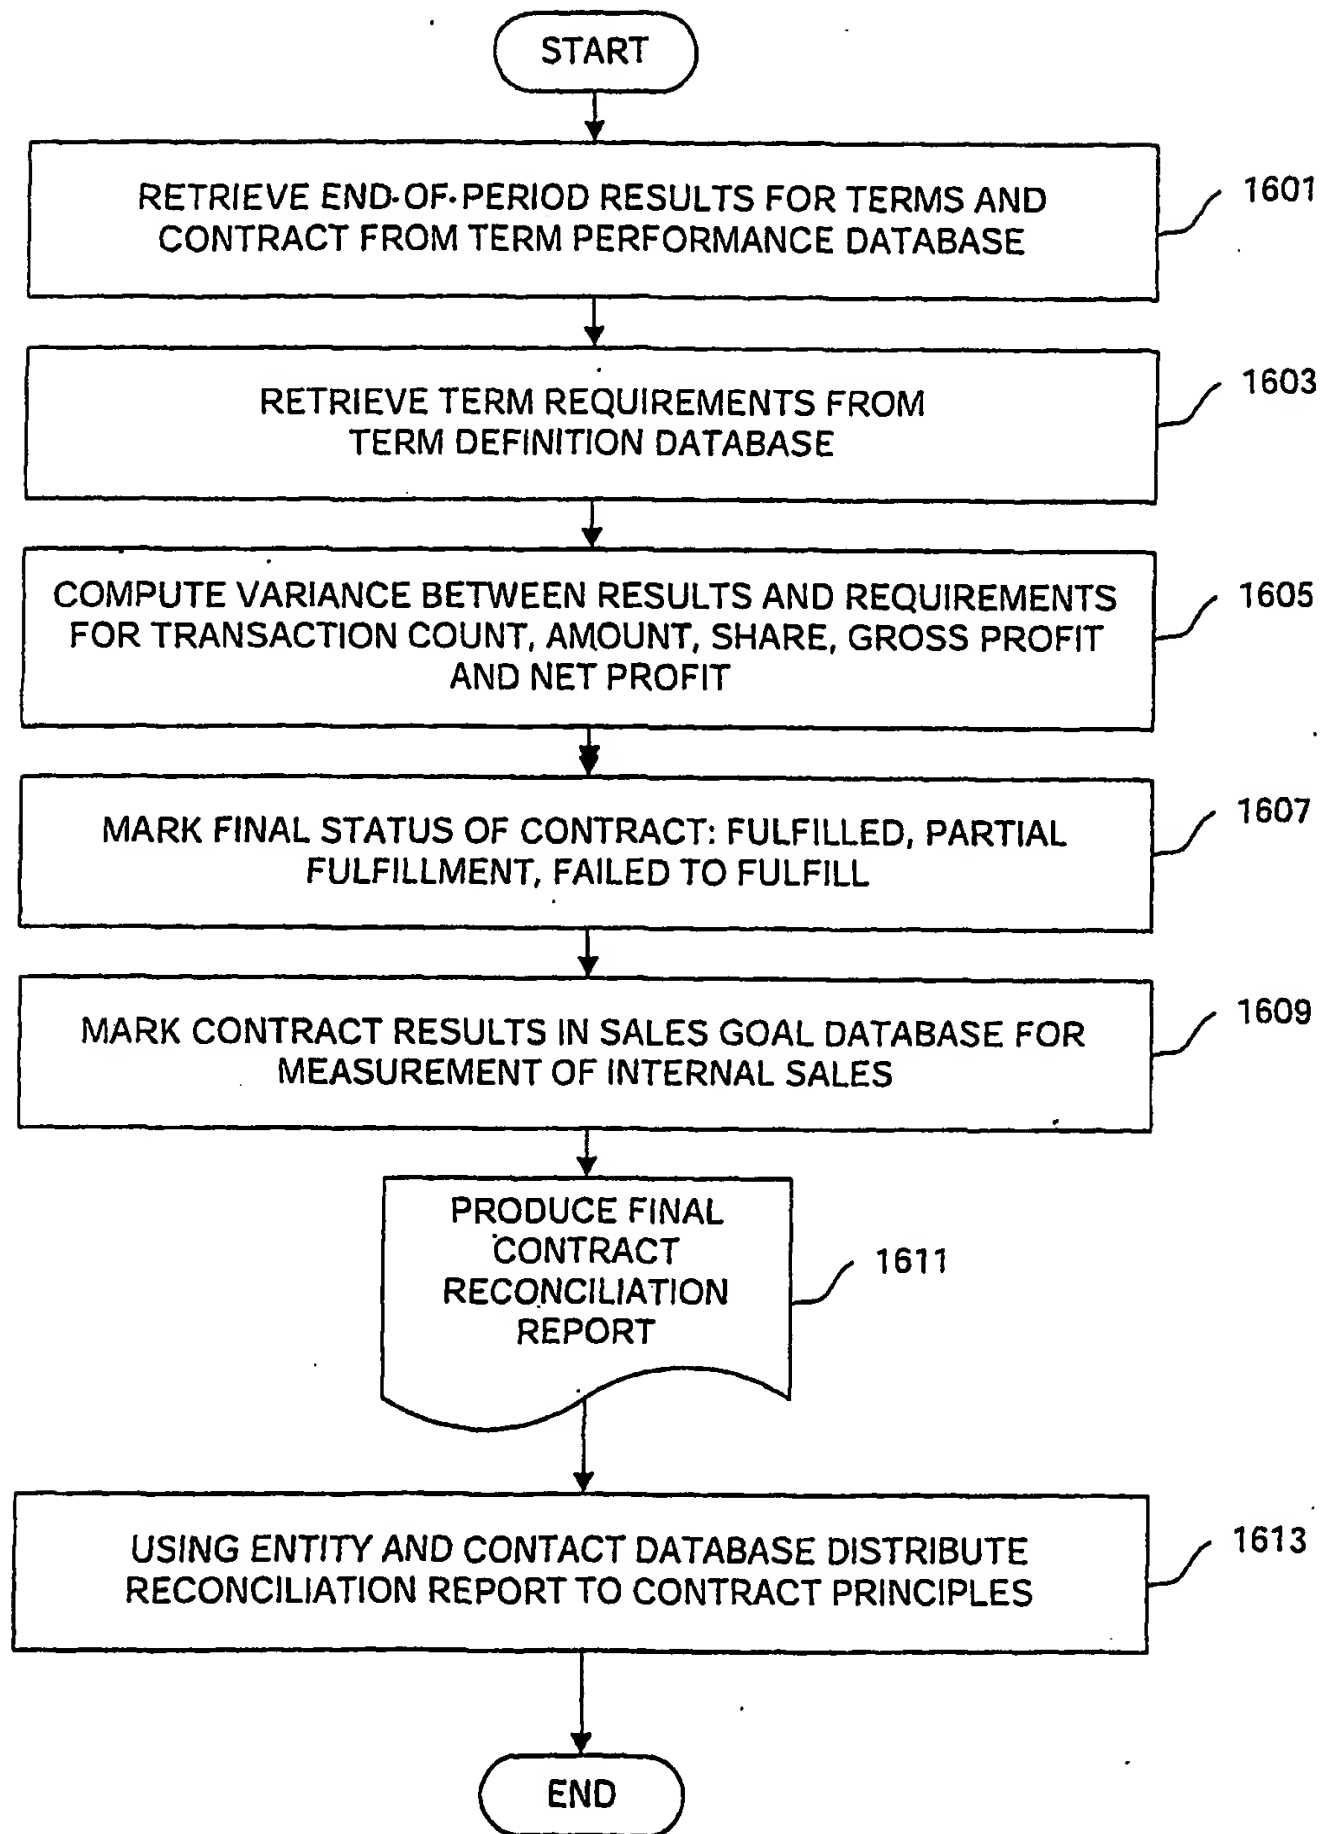 START
RETRIEVE END-OF-PERIOD RESULTS FOR TERMS AND
CONTRACT FROM TERM PERFORMANCE DATABASE
1601
RETRIEVE TERM REQUIREMENTS FROM
TERM DEFINITION DATABASE
1603
COMPUTE VARIANCE BETWEEN RESULTS AND REQUIREMENTS
FOR TRANSACTION COUNT, AMOUNT, SHARE, GROSS PROFIT
AND NET PROFIT
1605
MARK FINAL STATUS OF CONTRACT: FULFILLED, PARTIAL
FULFILLMENT, FAILED TO FULFILL
1607
MARK CONTRACT RESULTS IN SALES GOAL DATABASE FOR
MEASUREMENT OF INTERNAL SALES
1609
PRODUCE FINAL
CONTRACT
RECONCILIATION
REPORT
1611
USING ENTITY AND CONTACT DATABASE DISTRIBUTE
RECONCILIATION REPORT TO CONTRACT PRINCIPLES
1613
END